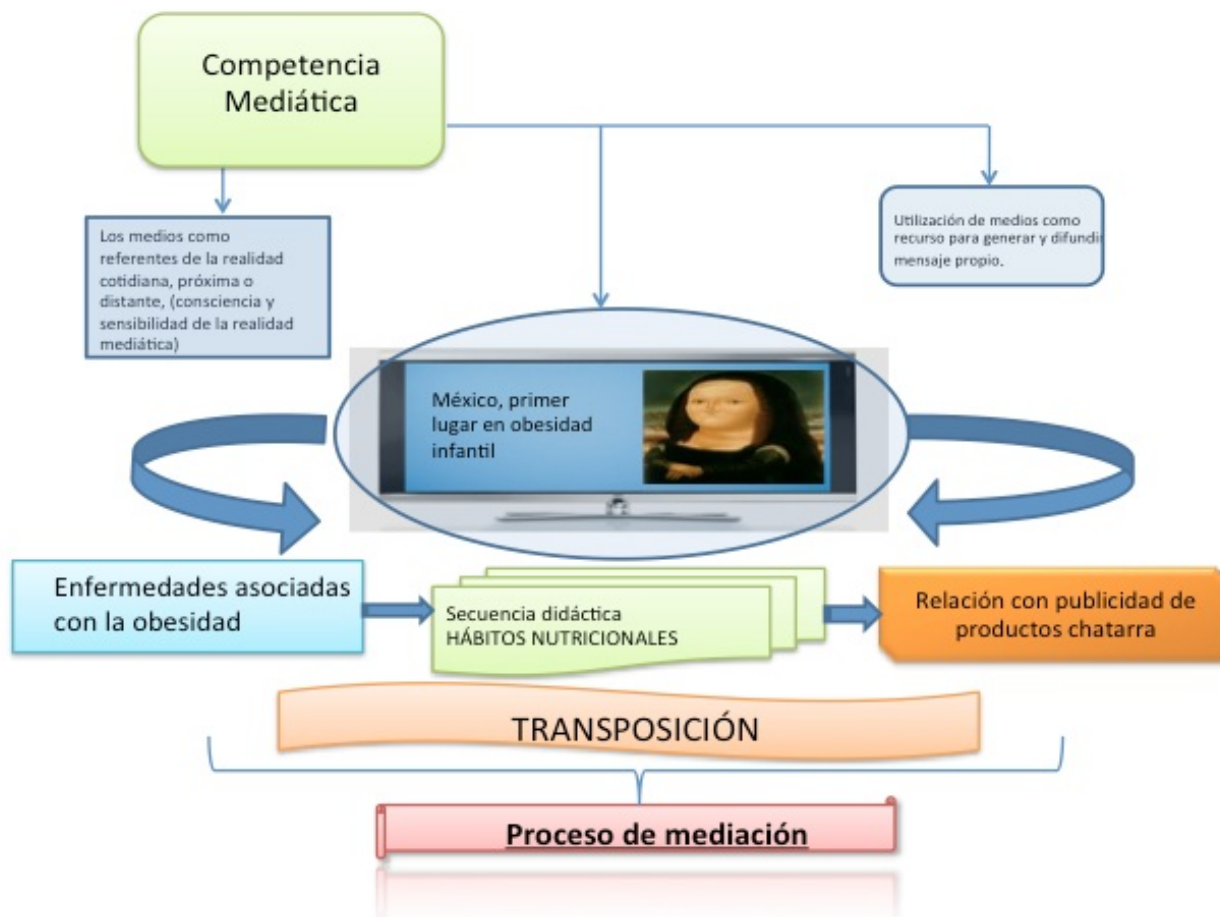 Competencia
Mediática
Los medios como
referentes de la realidad
cotidiana, próxima o
distante, (consciencia y
sensibilidad de la realidad
mediática)
Utilización de medios como
recurso para generar y difundi
mensaje propio.
México, primer
lugar en obesidad
infantil
Enfermedades asociadas
con la obesidad
Secuencia didáctica
HÁBITOS NUTRICIONALES
Relación con publicidad de
productos chatarra
TRANSPOSICIÓN
Proceso de mediación